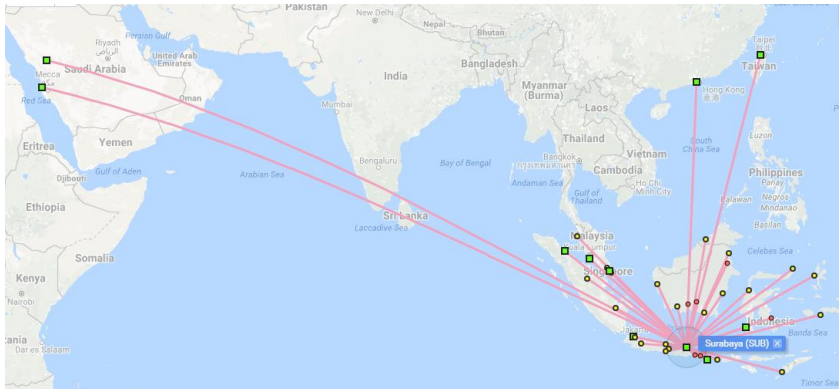 Pakistan
New Delhi
Nepal
Bhutan
Persian Gulf
Riyadh
الرياض
Saudi Arabia
United Arab
Emirates
Mecca
Red Sea
Oman
India
Bangladesh
Myanmar
(Burma)
Laos
Mumbai
Taipei
Taiwan
Hong Kong
Yemen
Eritrea
Gulf of Aden
Djibouti
Arabian Sea
Bengaluru
Bay of Bengal
Thailand
Bangkok
Vietnam
Cambodia
South
China Sea
Luzon
Philippines
Panay
Negros
Palawan
Mindanao
Basilan
Andaman Sea
Gulf of
Thailand
Ho Chi
Minh City
Ethiopia
Sri Lanka
Laccadive Sea
Somalia
Malaysia
Kuala Lumpur
Singapore
Celebes Sea
Kenya
Nairobi
Dar es Salaam
Jakarta
Indonesia
Banda Sea
Surabaya (SUB)
Timor Sea